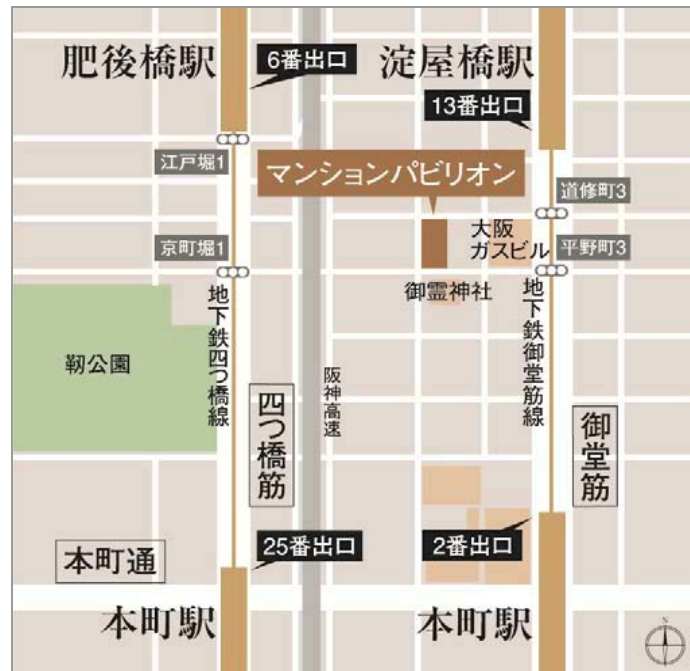 肥後橋駅
6番出口
淀屋橋駅
13番出口
江戸堀1
マンションパビリオン
道修町3
京町堀1
大阪
ガスビル
平野町3
御霊神社
地下鉄四つ橋線
地下鉄御堂筋線
靭公園
阪神高速
四つ橋筋
御堂筋
本町通
25番出口
2番出口
本町駅
本町駅
N